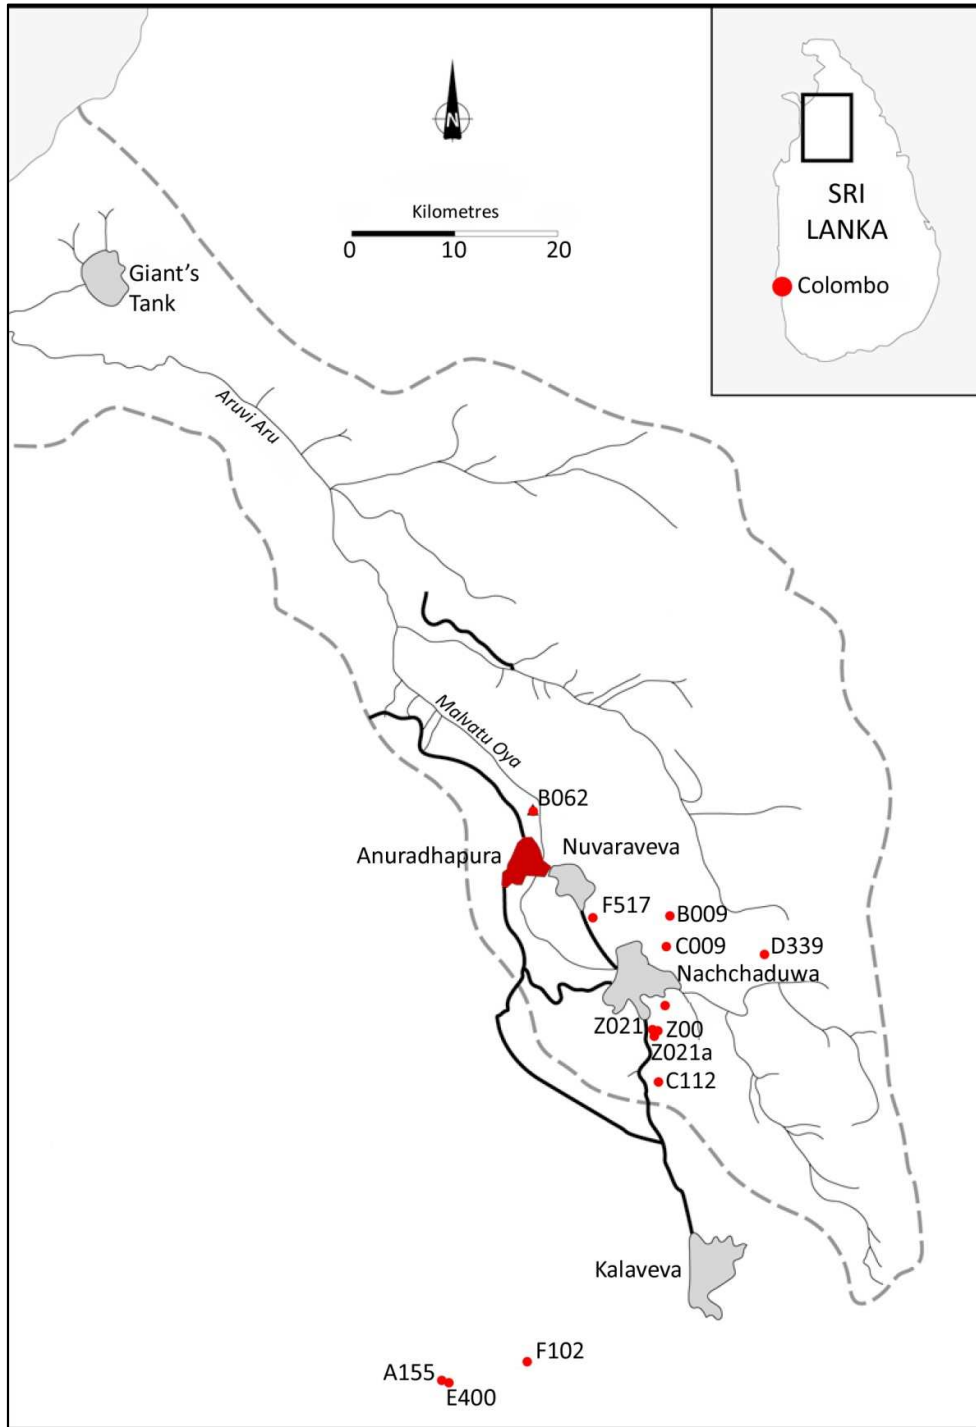 N
Kilometres
0 10 20
SRI
LANKA
Colombo
Giant’s
Tank
Aruvi Aru
Malvatu Oya
B062
Nuvaraveva
Anuradhapura
F517
B009
C009
D339
Nachchaduwa
Z021
Z00
Z021a
C112
Kalaveva
F102
A155
E400